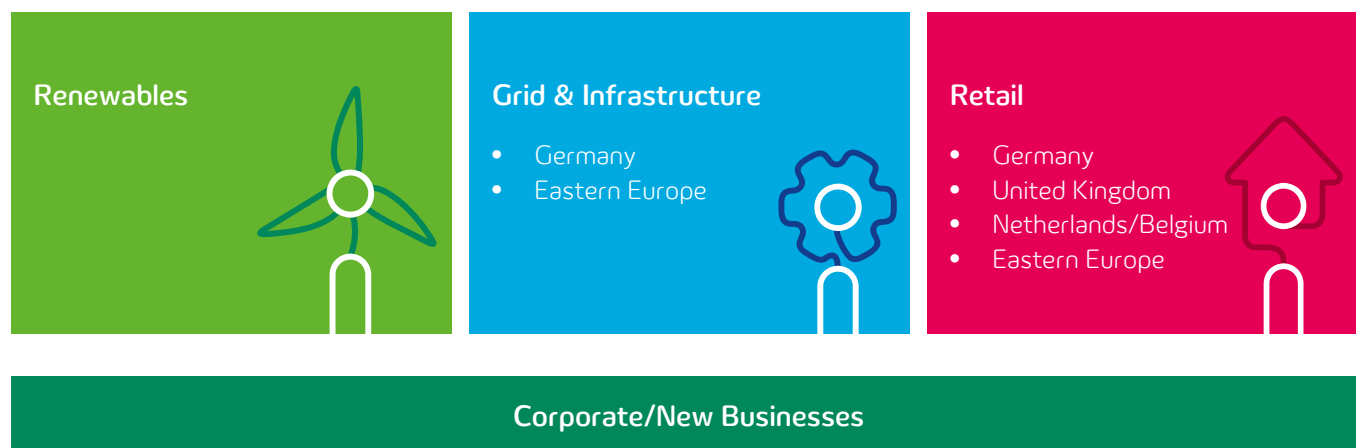 Renewables
Grid & Infrastructure
• Germany
• Eastern Europe
Retail
• Germany
• United Kingdom
• Netherlands/Belgium
• Eastern Europe
Corporate/New Businesses